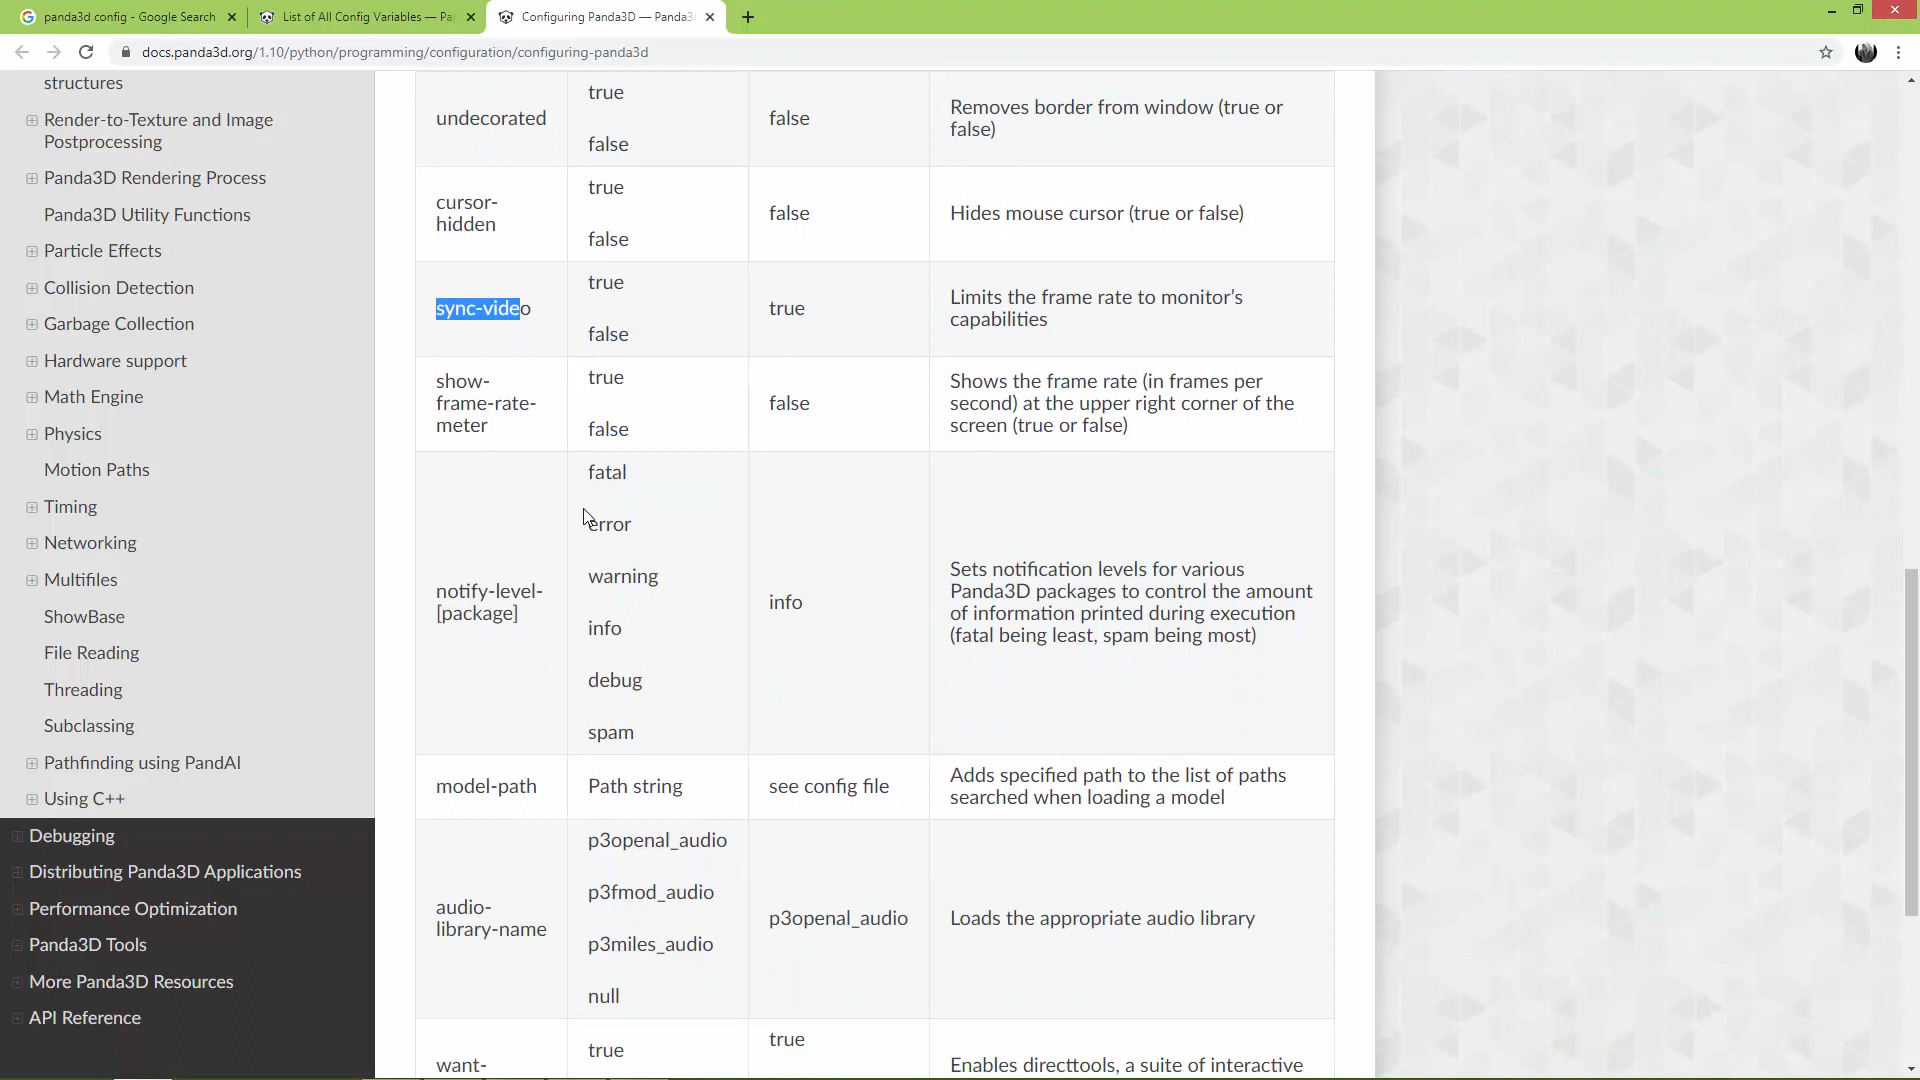 panda3d config - Google Search
List of All Config Variables — Pa
Configuring Panda3D — Panda3
docs.panda3d.org/1.10/python/programming/configuration/configuring-panda3d
structures
Render-to-Texture and Image
Postprocessing
Panda3D Rendering Process
Panda3D Utility Functions
Particle Effects
Collision Detection
Garbage Collection
Hardware support
Math Engine
Physics
Motion Paths
Timing
Networking
Multifiles
ShowBase
File Reading
Threading
Subclassing
Pathfinding using PandAI
Using C++
Debugging
Distributing Panda3D Applications
Performance Optimization
Panda3D Tools
More Panda3D Resources
API Reference
undecorated
true
false
false
Removes border from window (true or
false)
cursor-
hidden
true
false
false
Hides mouse cursor (true or false)
sync-video
true
false
true
Limits the frame rate to monitor’s
capabilities
show-
frame-rate-
meter
true
false
false
Shows the frame rate (in frames per
second) at the upper right corner of the
screen (true or false)
notify-level-
[package]
fatal
error
warning
info
debug
spam
info
Sets notification levels for various
Panda3D packages to control the amount
of information printed during execution
(fatal being least, spam being most)
model-path
Path string
see config file
Adds specified path to the list of paths
searched when loading a model
audio-
library-name
p3openal_audio
p3fmod_audio
p3miles_audio
null
p3openal_audio
Loads the appropriate audio library
want-
true
true
Enables directtools, a suite of interactive